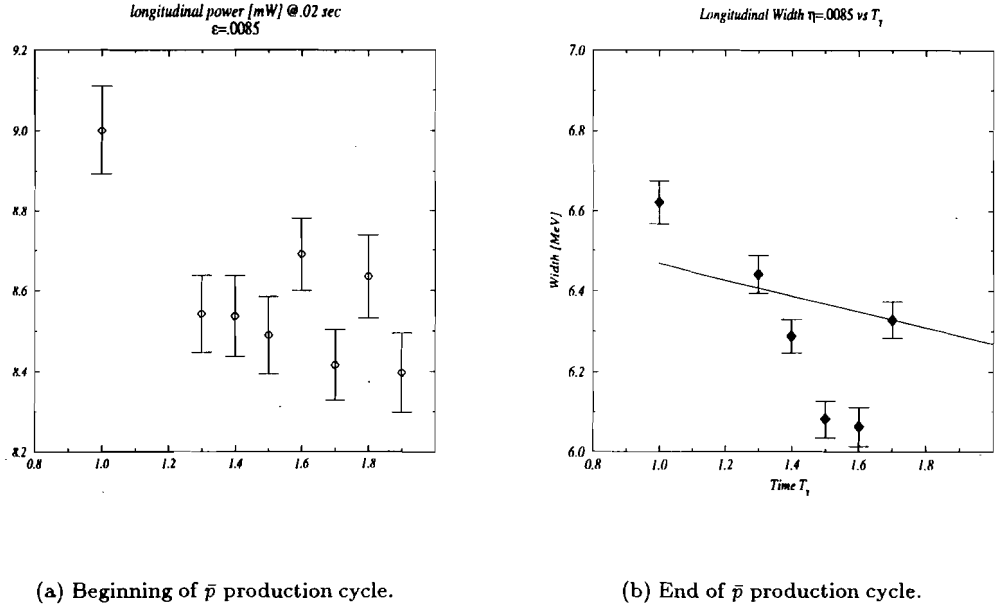 longitudinal power [mW] @.02 sec
ε=.0085
9.2
9.0
8.8
8.6
8.4
8.2
0.8 1.0 1.2 1.4 1.6 1.8
Longitudinal Width η=.0085 vs Tη
7.0
6.8
6.6
6.4
6.2
6.0
Width [MeV]
0.8 1.0 1.2 1.4 1.6 1.8
Time Tη
(a) Beginning of p̄ production cycle.
(b) End of p̄ production cycle.